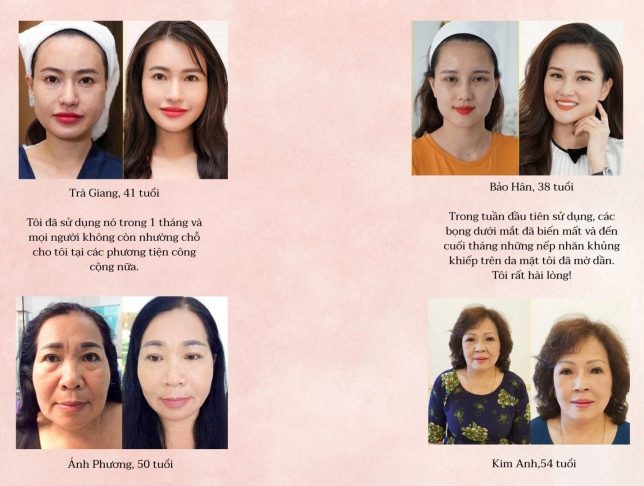 Trà Giang, 41 tuổi
Tôi đã sử dụng nó trong 1 tháng và
mọi người không còn nhường chỗ
cho tôi tại các phương tiện công
cộng nữa.
Bảo Hân, 38 tuổi
Trong tuần đầu tiên sử dụng, các
bọng dưới mắt đã biến mất và đến
cuối tháng những nếp nhăn khủng
khiếp trên da mặt tôi đã mờ dần.
Tôi rất hài lòng!
Ánh Phương, 50 tuổi
Kim Anh,54 tuổi